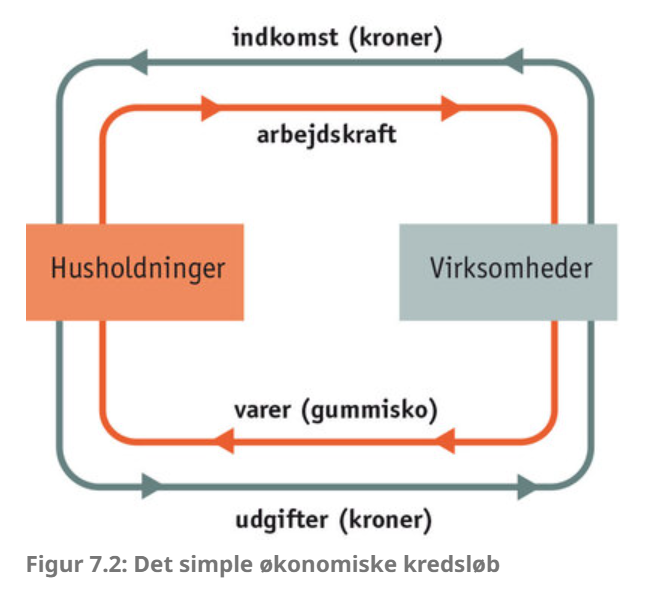 indkomst (kroner)
arbejdskraft
Husholdninger
Virksomheder
varer (gummisko)
udgifter (kroner)
Figur 7.2: Det simple økonomiske kredsløb